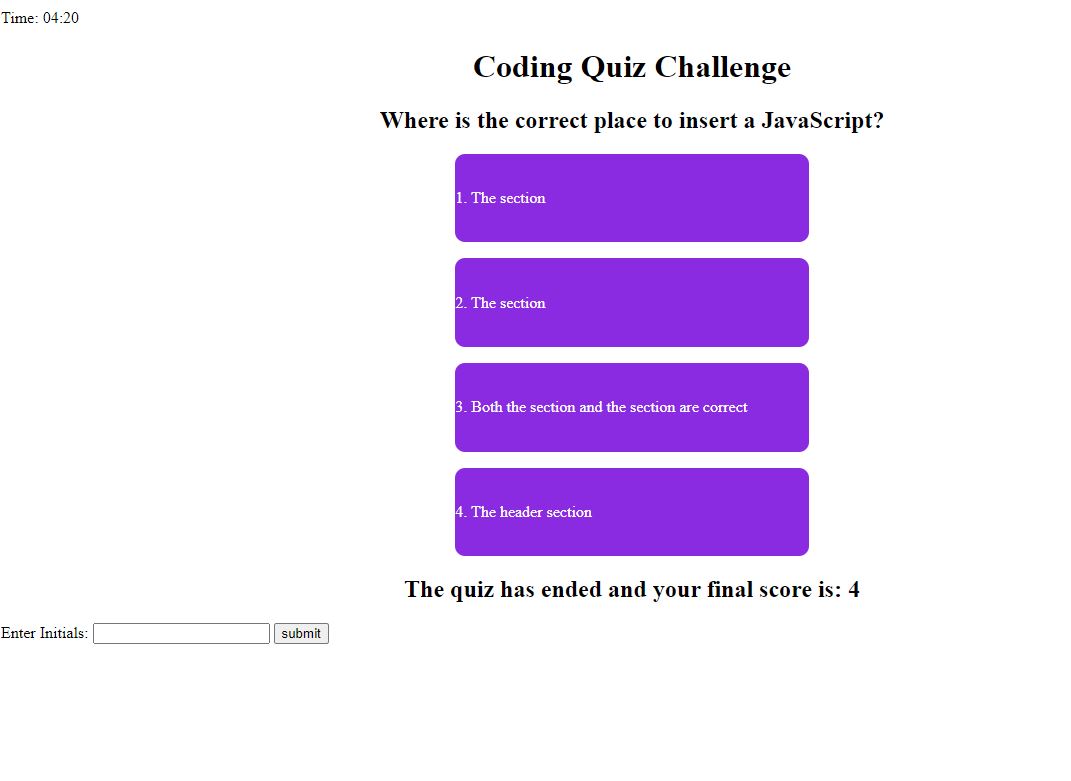 Time: 04:20
Coding Quiz Challenge
Where is the correct place to insert a JavaScript?
1. The section
2. The section
3. Both the section and the section are correct
4. The header section
The quiz has ended and your final score is: 4
Enter Initials: submit